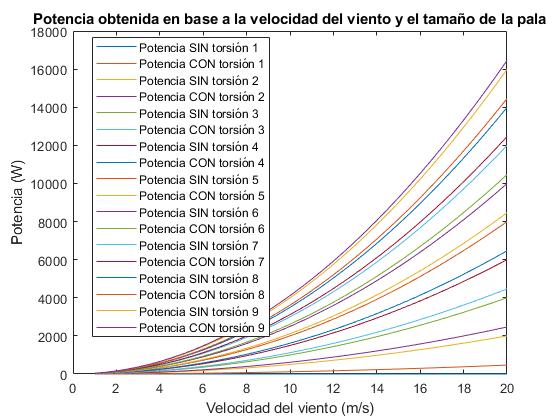 Potencia obtenida en base a la velocidad del viento y el tamaño de la pala
18000
16000
14000
12000
10000
8000
6000
4000
2000
0
Potencia (W)
Potencia SIN torsión 1
Potencia CON torsión 1
Potencia SIN torsión 2
Potencia CON torsión 2
Potencia SIN torsión 3
Potencia CON torsión 3
Potencia SIN torsión 4
Potencia CON torsión 4
Potencia SIN torsión 5
Potencia CON torsión 5
Potencia SIN torsión 6
Potencia CON torsión 6
Potencia SIN torsión 7
Potencia CON torsión 7
Potencia SIN torsión 8
Potencia CON torsión 8
Potencia SIN torsión 9
Potencia CON torsión 9
0 2 4 6 8 10 12 14 16 18 20
Velocidad del viento (m/s)